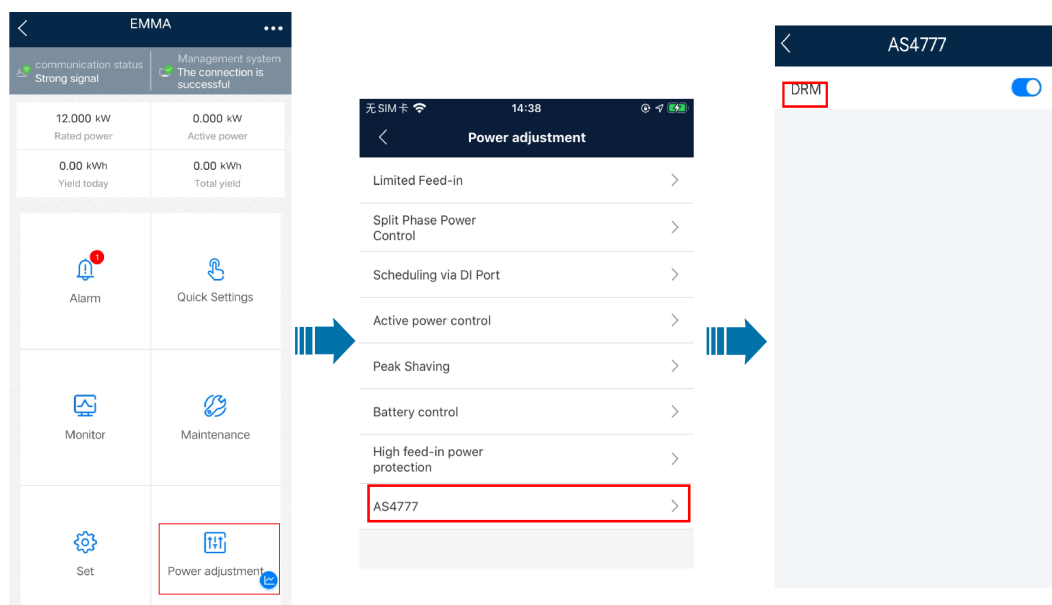 EMMA
communication status
Strong signal
Management system
The connection is
successful
12.000 kW
Rated power
0.000 kW
Active power
0.00 kWh
Yield today
0.00 kWh
Total yield
1
Alarm
Quick Settings
Monitor
Maintenance
Set
Power adjustment
无SIM卡
14:38
Power adjustment
Limited Feed-in
Split Phase Power
Control
Scheduling via DI Port
Active power control
Peak Shaving
Battery control
High feed-in power
protection
AS4777
AS4777
DRM